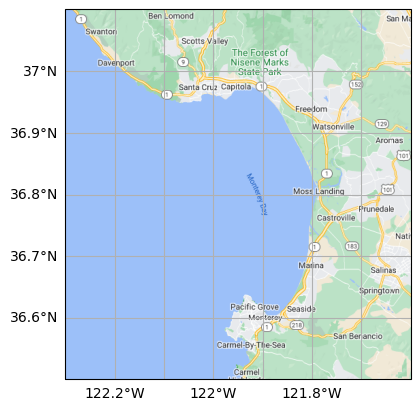 1
Ben Lomond
San Ma
Swanton
Scotts Valley
The Forest of
Nisene Marks
State Park
Davenport
9
37°N
152
Santa Cruz Capitola
1
1
Freedom
36.9°N
Watsonville
129
Aromas
101
1
36.8°N
Monterey Bay
Moss Landing
101
Prunedale
Castroville
36.7°N
1
183
Nati
Marina
Salinas
Springtown
Pacific Grove
Seaside
36.6°N
Monterey
1
218
San Benancio
Carmel-By-The-Sea
Carmel
122.2°W
122°W
121.8°W